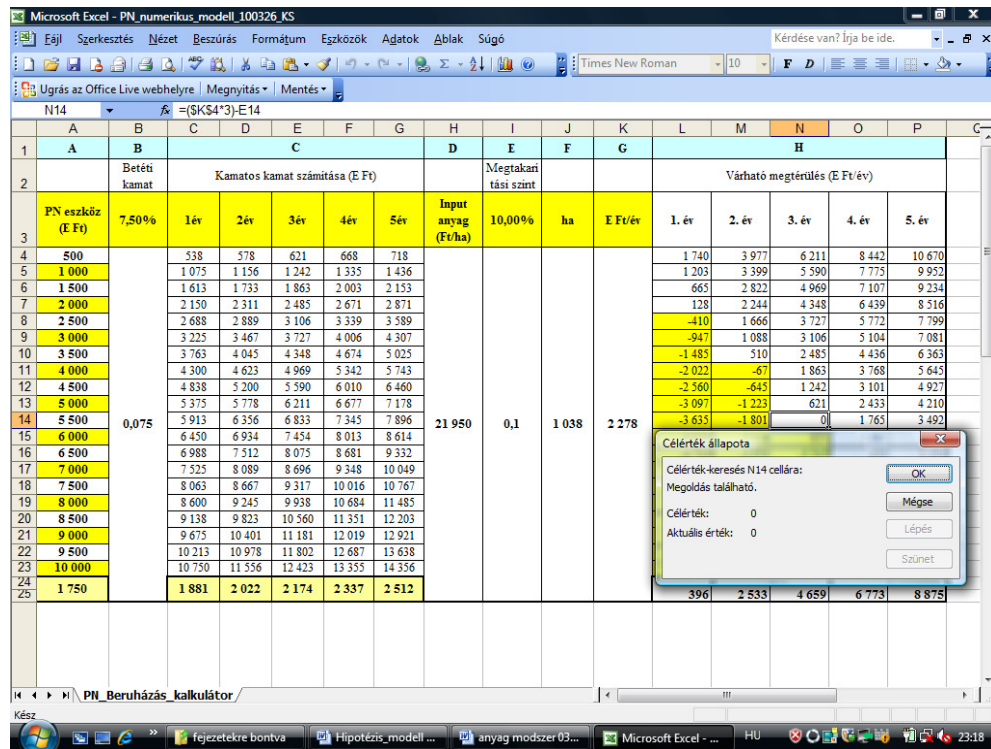 Microsoft Excel - PN_numerikus_modell_100326_KS
Fájl Szerkesztés Nézet Beszúrás Formátum Eszközök Adatok Ablak Súgó Kérdése van? Írja be ide.
Times New Roman 10 F D
Ugrás az Office Live webhelyre Megnyitás Mentés
N14 fx =($K$4*3)-E14
A B C D E F G H I J K L M N O P
1 A B C D E F G H
2 Betéti kamat Kamatos kamat számítása (E Ft) Megtakarítási szint Várható megtérülés (E Ft/év)
3 PN eszköz (E Ft) 7,50% 1év 2év 3év 4év 5év Input anyag (Ft/ha) 10,00% ha E Ft/év 1. év 2. év 3. év 4. év 5. év
4 500 538 578 621 668 718 1 740 3 977 6 211 8 442 10 670
5 1 000 1 075 1 156 1 242 1 335 1 436 1 203 3 399 5 590 7 775 9 952
6 1 500 1 613 1 733 1 863 2 003 2 153 665 2 822 4 969 7 107 9 234
7 2 000 2 150 2 311 2 485 2 671 2 871 128 2 244 4 348 6 439 8 516
8 2 500 2 688 2 889 3 106 3 339 3 589 -410 1 666 3 727 5 772 7 799
9 3 000 3 225 3 467 3 727 4 006 4 307 -947 1 088 3 106 5 104 7 081
10 3 500 3 763 4 045 4 348 4 674 5 025 -1 485 510 2 485 4 436 6 363
11 4 000 4 300 4 623 4 969 5 342 5 743 -2 022 -67 1 863 3 768 5 645
12 4 500 4 838 5 200 5 590 6 010 6 460 -2 560 -645 1 242 3 101 4 927
13 5 000 5 375 5 778 6 211 6 677 7 178 -3 097 -1 223 621 2 433 4 210
14 5 500 0,075 5 913 6 356 6 833 7 345 7 896 21 950 0,1 1 038 2 278 -3 635 -1 801 0 1 765 3 492
15 6 000 6 450 6 934 7 454 8 013 8 614
16 6 500 6 988 7 512 8 075 8 681 9 332
17 7 000 7 525 8 089 8 696 9 348 10 049
18 7 500 8 063 8 667 9 317 10 016 10 767
19 8 000 8 600 9 245 9 938 10 684 11 485
20 8 500 9 138 9 823 10 560 11 351 12 203
21 9 000 9 675 10 401 11 181 12 019 12 921
22 9 500 10 213 10 978 11 802 12 687 13 638
23 10 000 10 750 11 556 12 423 13 355 14 356
24
25 1 750 1 881 2 022 2 174 2 337 2 512 396 2 533 4 659 6 773 8 875
Célérték állapota
Célérték-keresés N14 cellára:
Megoldás található.
Célérték: 0
Aktuális érték: 0
OK
Mégse
Lépés
Szünet
PN_Beruházás_kalkulátor
Kész
fejezetekre bontva Hipotézis_modell ... anyag modszer 03... Microsoft Excel - ... HU 23:18